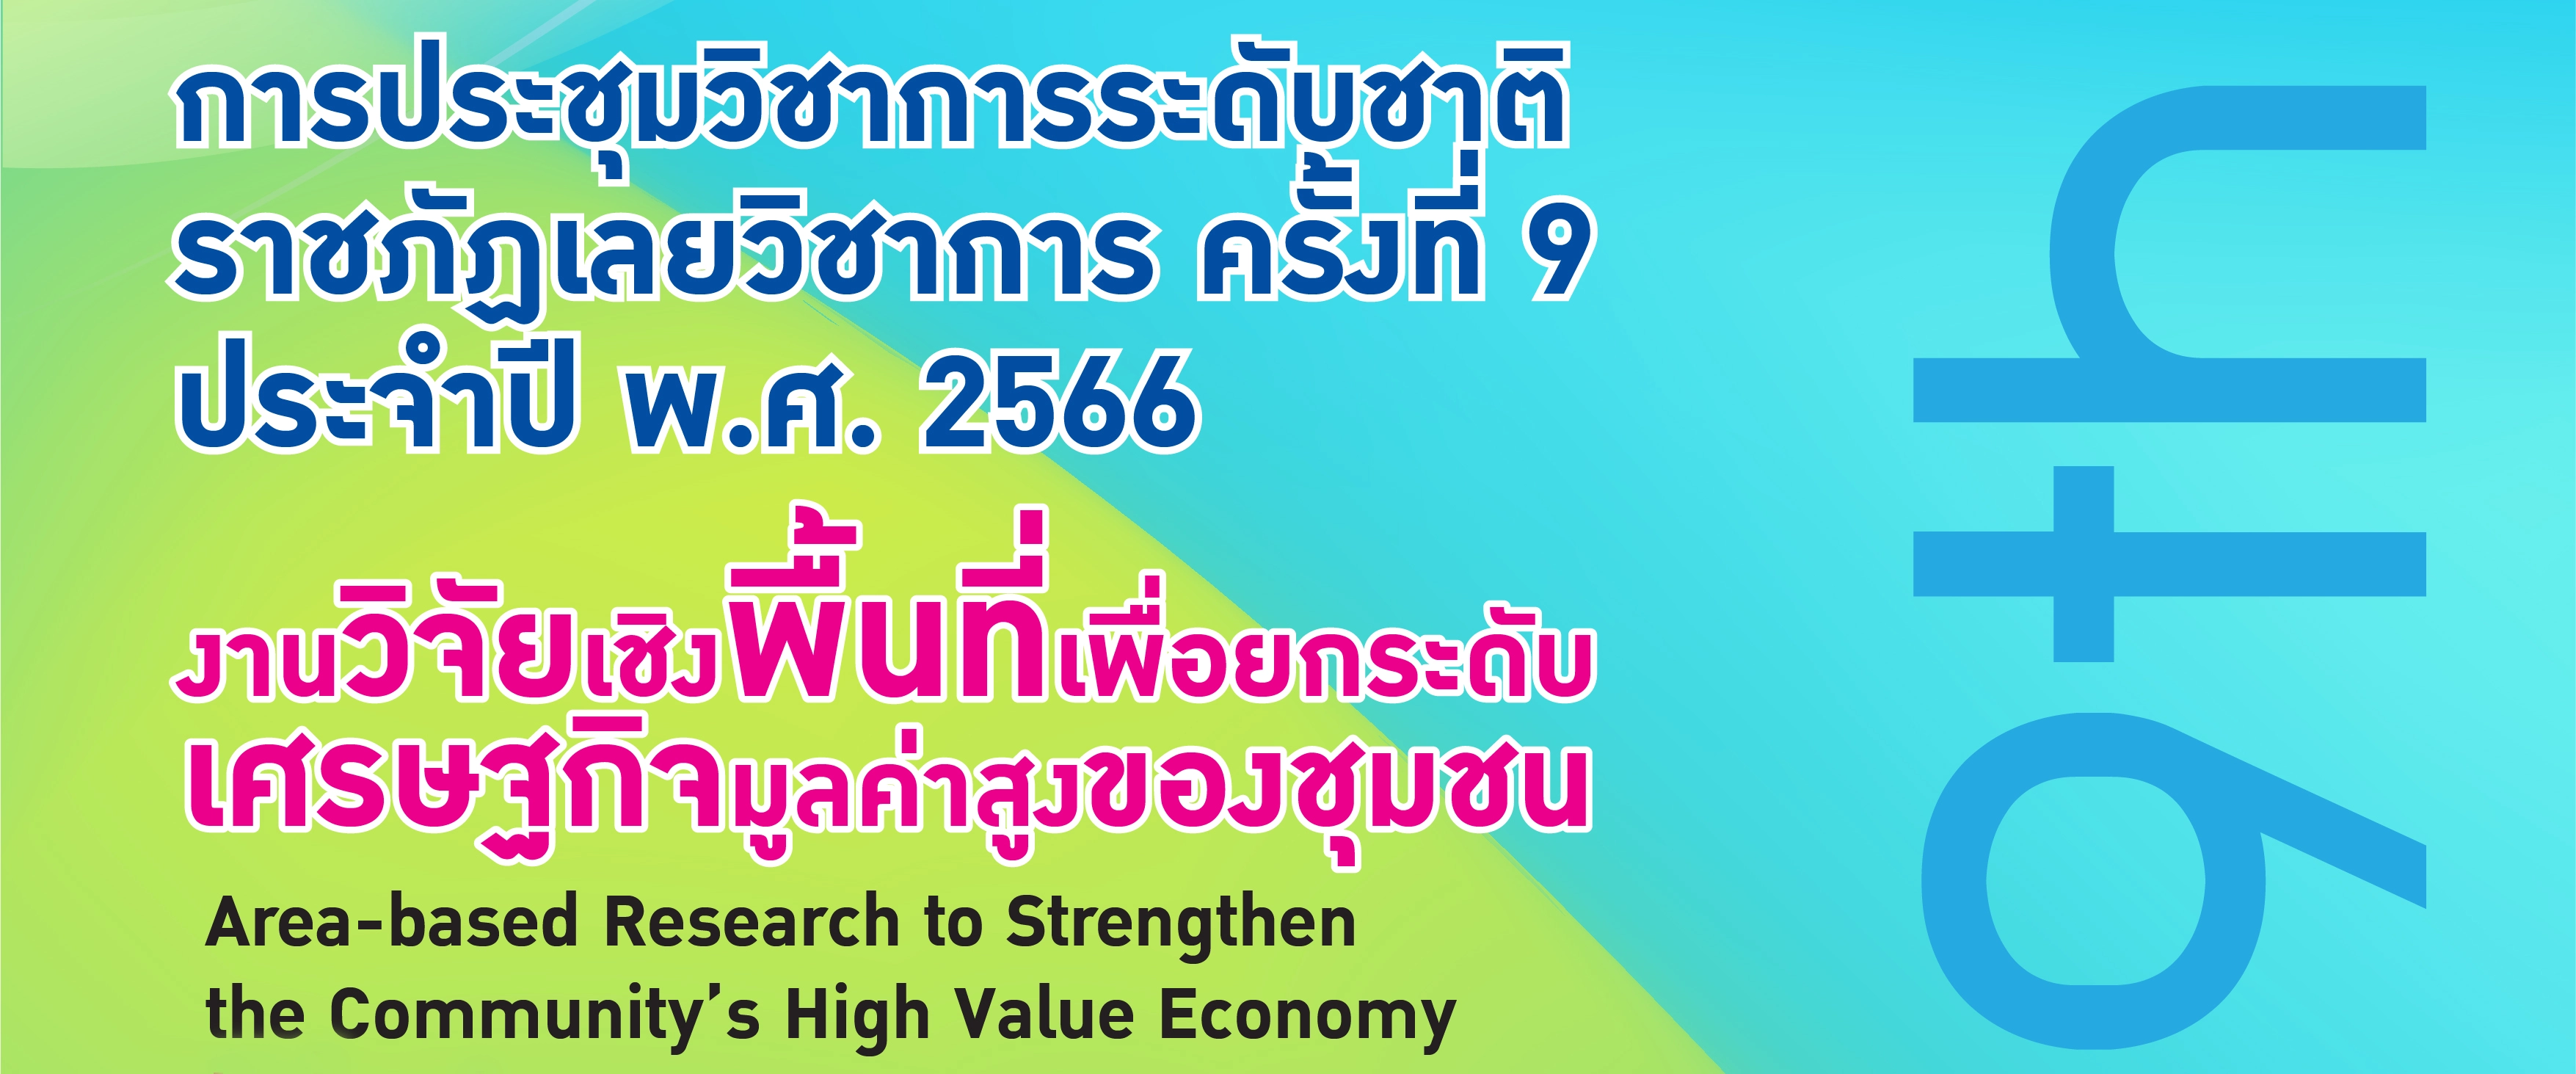 การประชุมวิชาการระดับชาติ
ราชภัฏเลยวิชาการ ครั้งที่ 9
ประจำปี พ.ศ. 2566
งานวิจัยเชิงพื้นที่เพื่อยกระดับ
เศรษฐกิจมูลค่าสูงของชุมชน
Area-based Research to Strengthen
the Community’s High Value Economy
9th